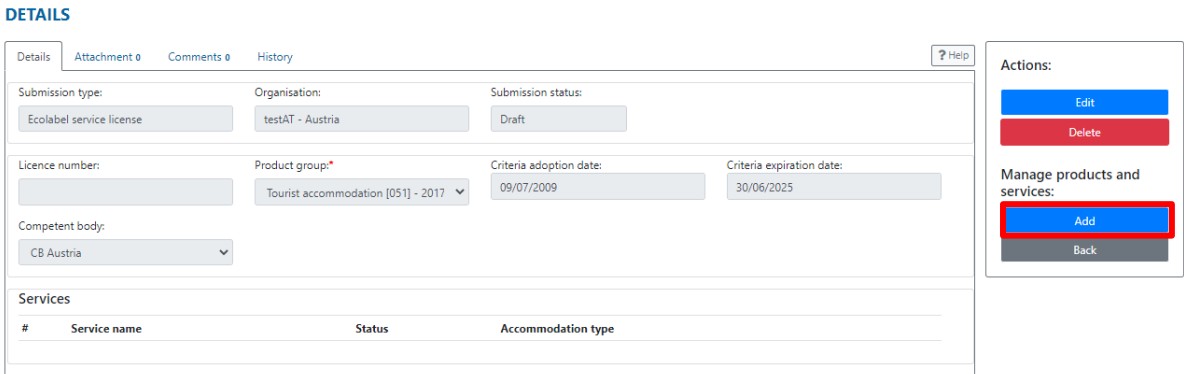 DETAILS
Details Attachment 0 Comments 0 History ? Help
Submission type: Organisation: Submission status:
Ecolabel service license testAT - Austria Draft
Licence number: Product group:* Criteria adoption date: Criteria expiration date:
Tourist accommodation [051] - 2017 09/07/2009 30/06/2025
Competent body:
CB Austria
Services
# Service name Status Accommodation type
Actions:
Edit
Delete
Manage products and
services:
Add
Back